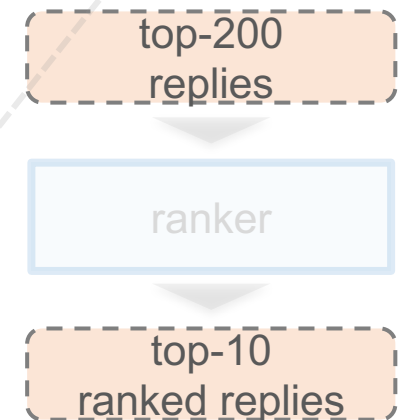 top-200
replies
ranker
top-10
ranked replies